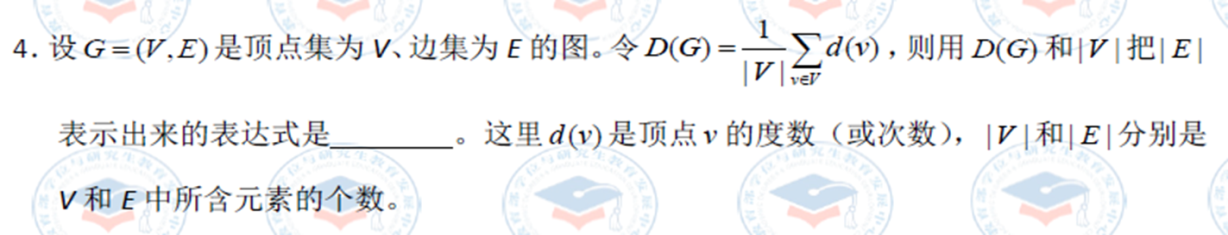 4. 设 G=(V,E) 是顶点集为 V、边集为 E 的图。令 D(G)=\frac{1}{|V|}\sum_{v∈V}d(v)，则用 D(G) 和|V|把|E|
表示出来的表达式是________。这里 d(v) 是顶点 v 的度数（或次数），|V|和|E|分别是
V 和 E 中所含元素的个数。